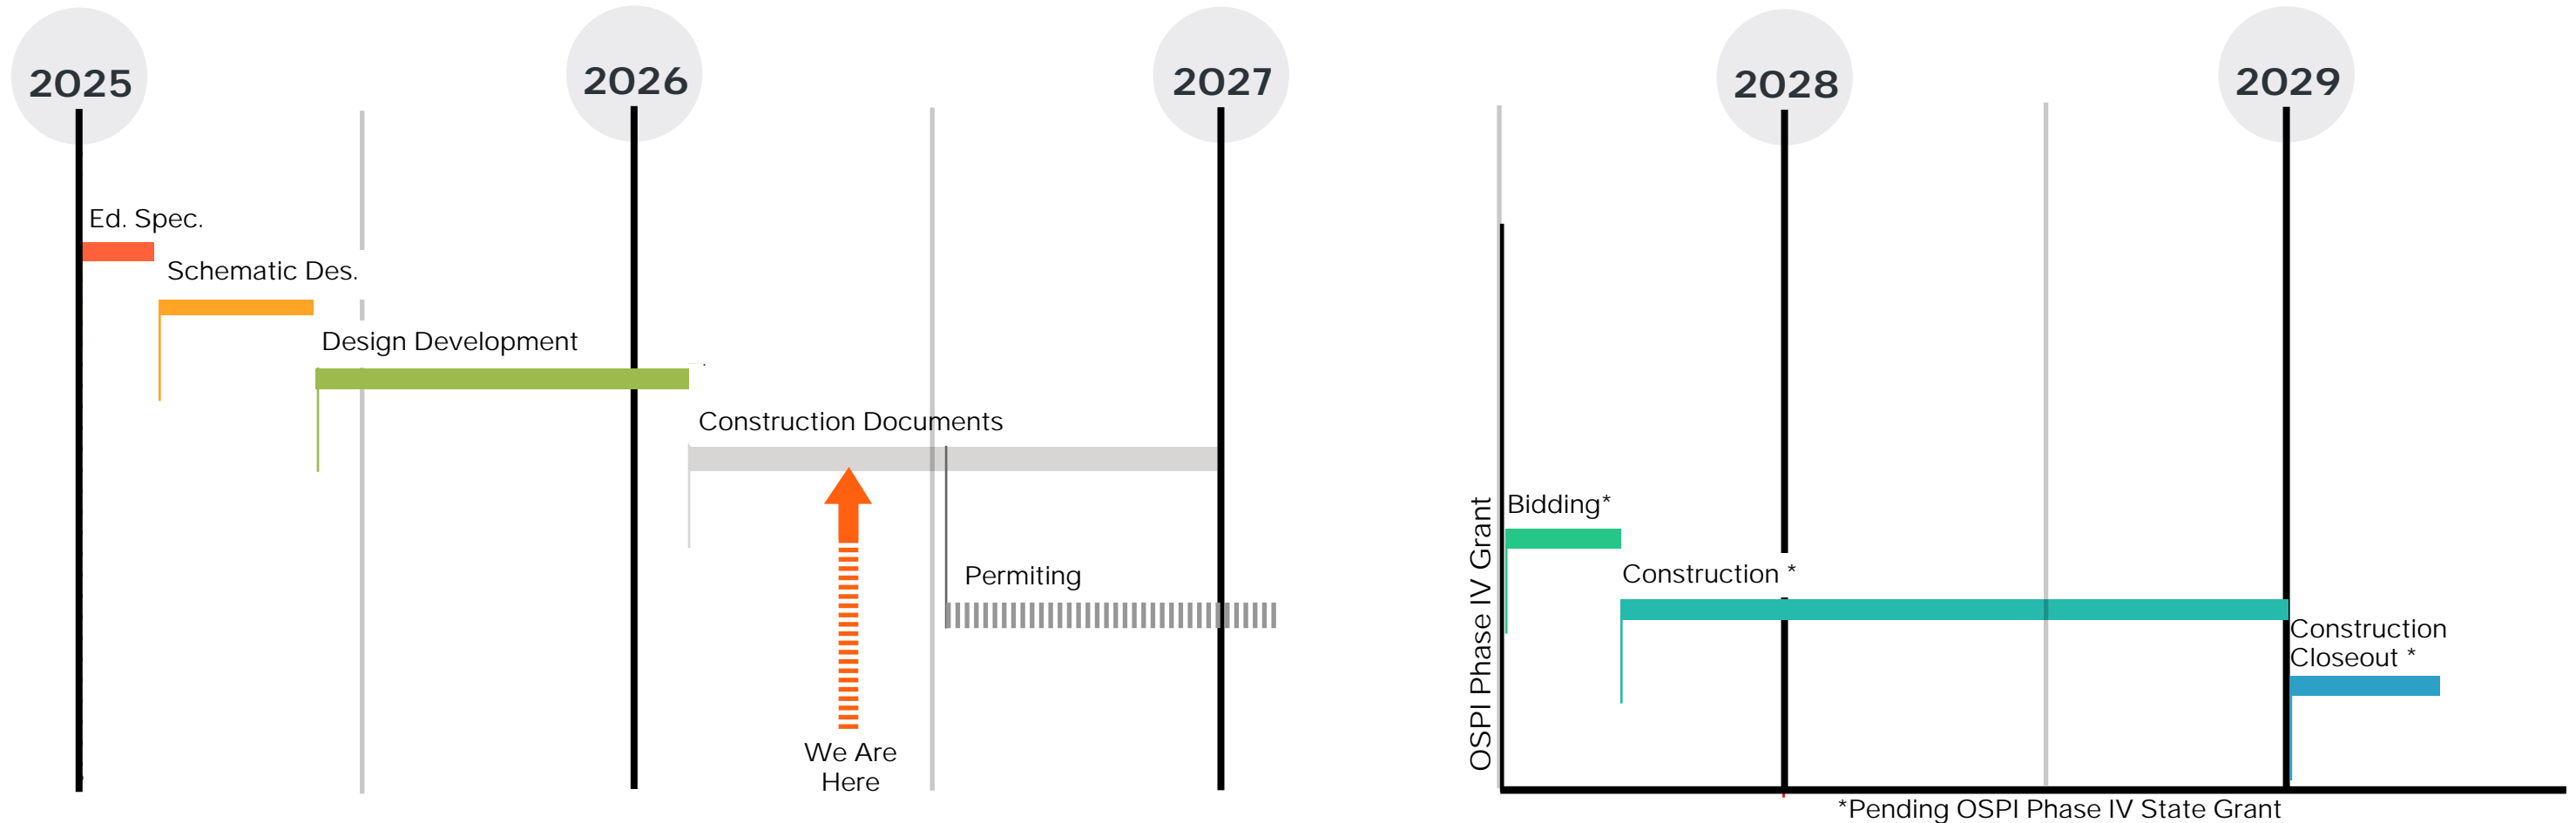 2025
2026
2027
2028
2029
Ed. Spec.
Schematic Des.
Design Development
Construction Documents
Permiting
We Are
Here
OSPI Phase IV Grant
Bidding*
Construction *
Construction
Closeout *
*Pending OSPI Phase IV State Grant